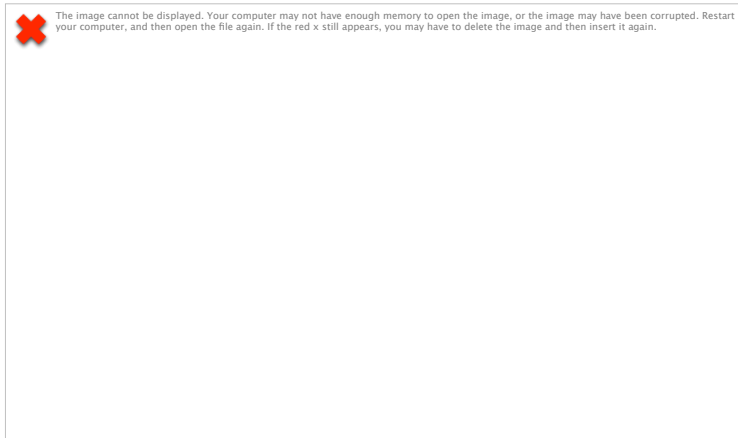 The image cannot be displayed. Your computer may not have enough memory to open the image, or the image may have been corrupted. Restart
your computer, and then open the file again. If the red x still appears, you may have to delete the image and then insert it again.